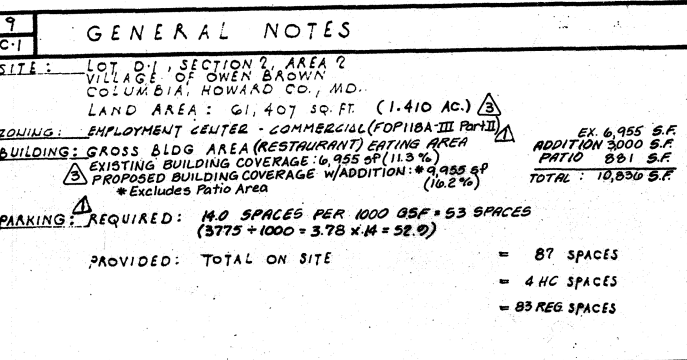 9
C·1
GENERAL NOTES
SITE: LOT D·1, SECTION 2, AREA 2
VILLAGE OF OWEN BROWN
COLUMBIA, HOWARD CO., MD.
LAND AREA: 61,407 SQ. FT. (1.410 AC.) 3
ZONING: EMPLOYMENT CENTER - COMMERCIAL (FDP118A-III Part II) 1
BUILDING: GROSS BLDG AREA (RESTAURANT) EATING AREA
EX. 6,955 S.F.
ADDITION 3,000 S.F.
PATIO 881 S.F.
TOTAL: 10,836 S.F.
3 EXISTING BUILDING COVERAGE: 6,955 SF (11.3%)
PROPOSED BUILDING COVERAGE W/ADDITION: *9,955 SF
(16.2%)
*Excludes Patio Area
1
PARKING: REQUIRED: 14.0 SPACES PER 1000 GSF = 53 SPACES
(3775 ÷ 1000 = 3.78 x 14 = 52.9)
PROVIDED: TOTAL ON SITE = 87 SPACES
= 4 HC SPACES
= 83 REG. SPACES